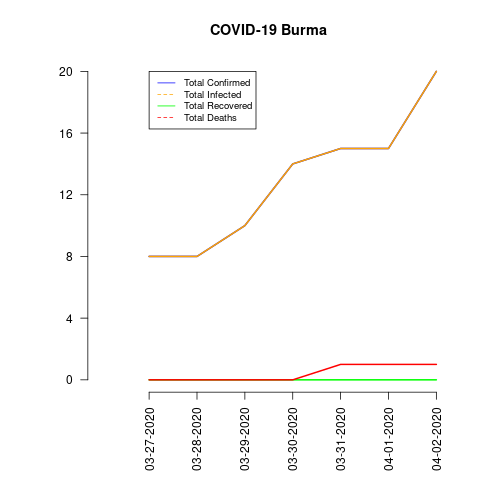 COVID-19 Burma
20
16
12
8
4
0
Total Confirmed
Total Infected
Total Recovered
Total Deaths
03-27-2020
03-28-2020
03-29-2020
03-30-2020
03-31-2020
04-01-2020
04-02-2020